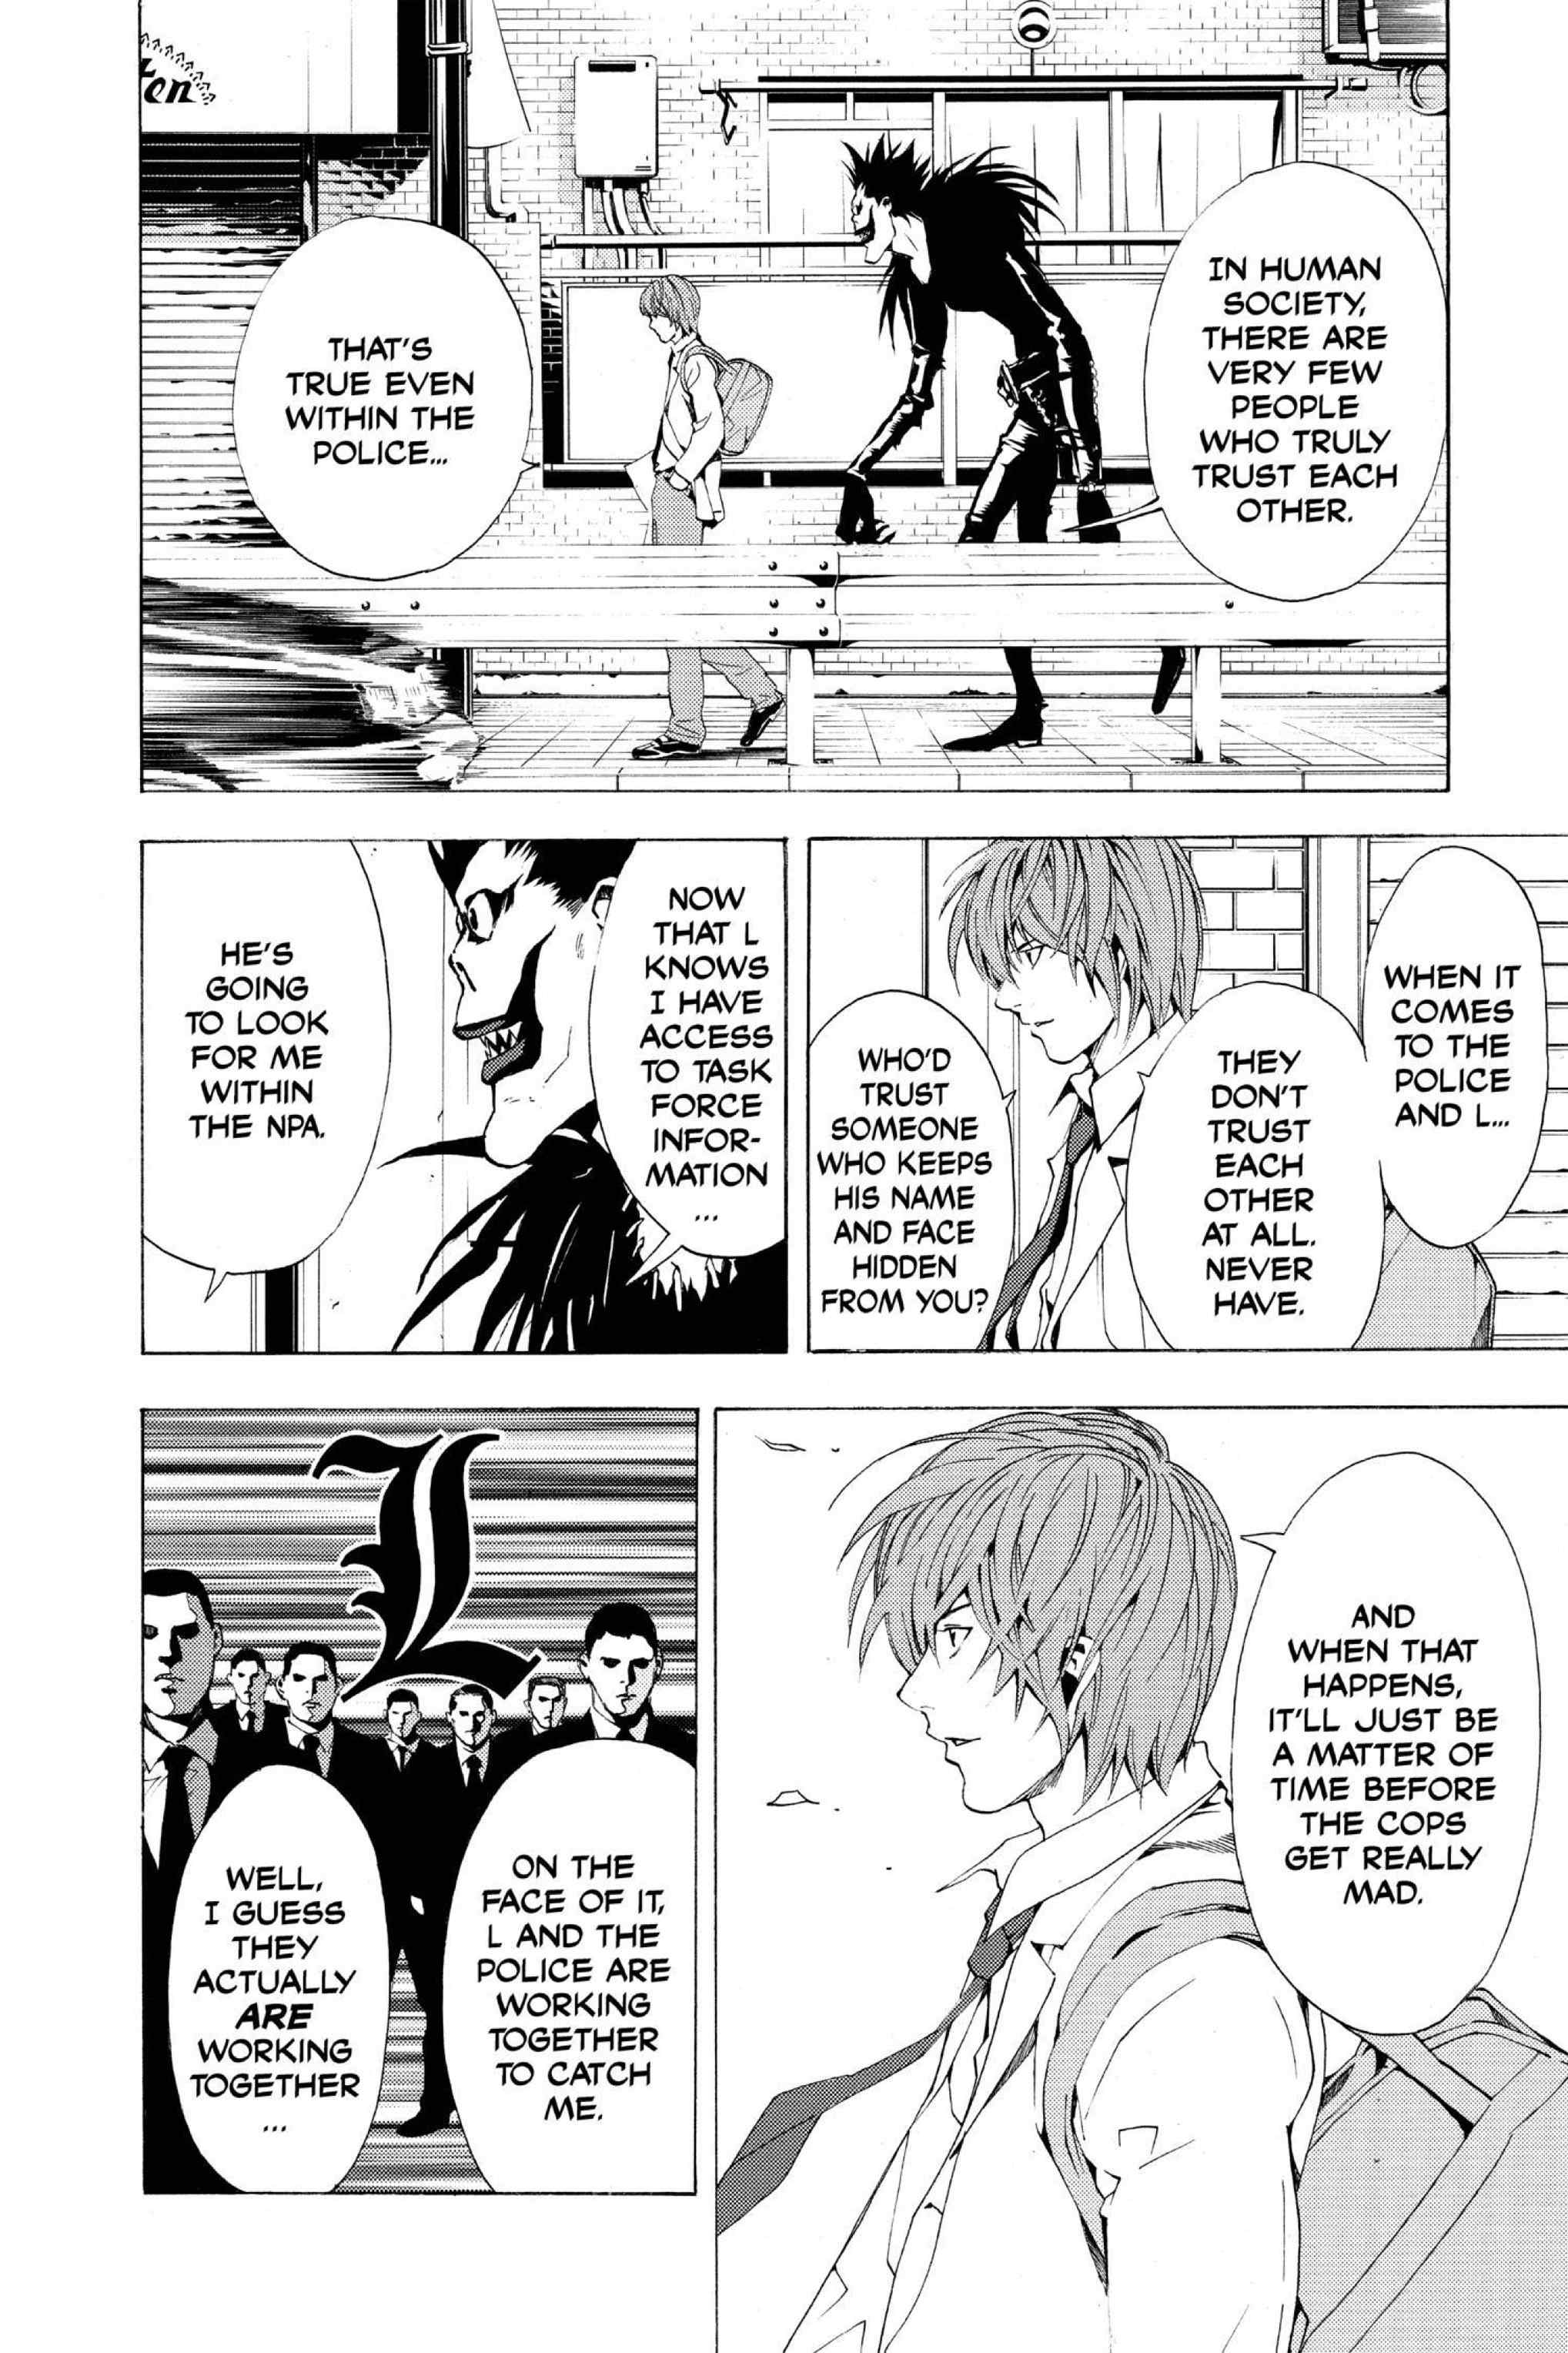 ten
IN HUMAN
SOCIETY,
THERE ARE
VERY FEW
PEOPLE
WHO TRULY
TRUST EACH
OTHER.
THAT'S
TRUE EVEN
WITHIN THE
POLICE...
WHEN IT
COMES
TO THE
POLICE
AND L...
THEY
DON'T
TRUST
EACH
OTHER
AT ALL.
NEVER
HAVE.
WHO'D
TRUST
SOMEONE
WHO KEEPS
HIS NAME
AND FACE
HIDDEN
FROM YOU?
NOW
THAT L
KNOWS
I HAVE
ACCESS
TO TASK
FORCE
INFOR-
MATION
...
HE'S
GOING
TO LOOK
FOR ME
WITHIN
THE NPA.
AND
WHEN THAT
HAPPENS,
IT'LL JUST BE
A MATTER OF
TIME BEFORE
THE COPS
GET REALLY
MAD.
L
ON THE
FACE OF IT,
L AND THE
POLICE ARE
WORKING
TOGETHER
TO CATCH
ME.
WELL,
I GUESS
THEY
ACTUALLY
ARE
WORKING
TOGETHER
...